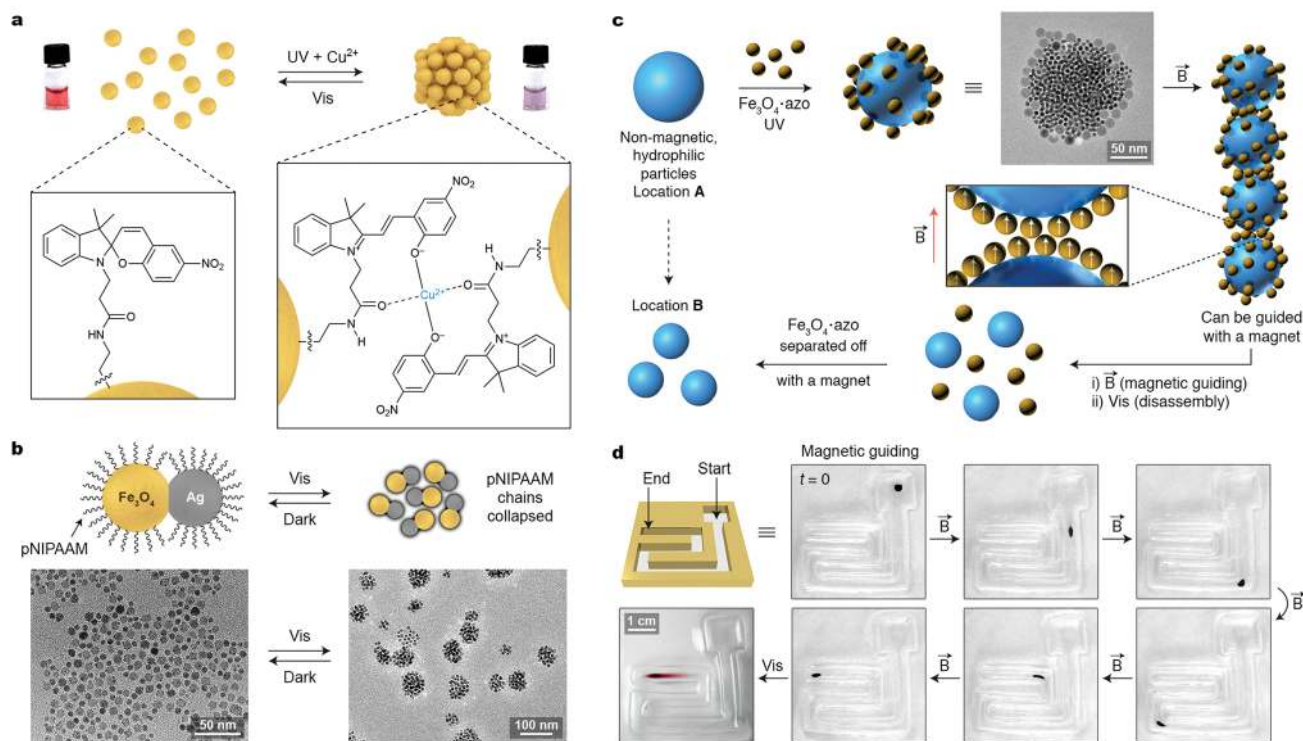 a
UV + Cu²⁺
Vis
NO₂
N
O
O
N
H
NO₂
N⁺
O⁻
H
N
Cu²⁺
O
O
N
H
O⁻
N⁺
O₂N
b
Fe₃O₄
Ag
pNIPAAM
Vis
Dark
pNIPAAM
chains
collapsed
50 nm
Vis
Dark
100 nm
c
Non-magnetic,
hydrophilic
particles
Location A
Fe₃O₄·azo
UV
≡
50 nm
B⃗
B⃗
Can be guided
with a magnet
i) B⃗ (magnetic guiding)
ii) Vis (disassembly)
Fe₃O₄·azo
separated off
with a magnet
Location B
d
End
Start
≡
Magnetic guiding
t = 0
B⃗
B⃗
B⃗
B⃗
B⃗
Vis
1 cm